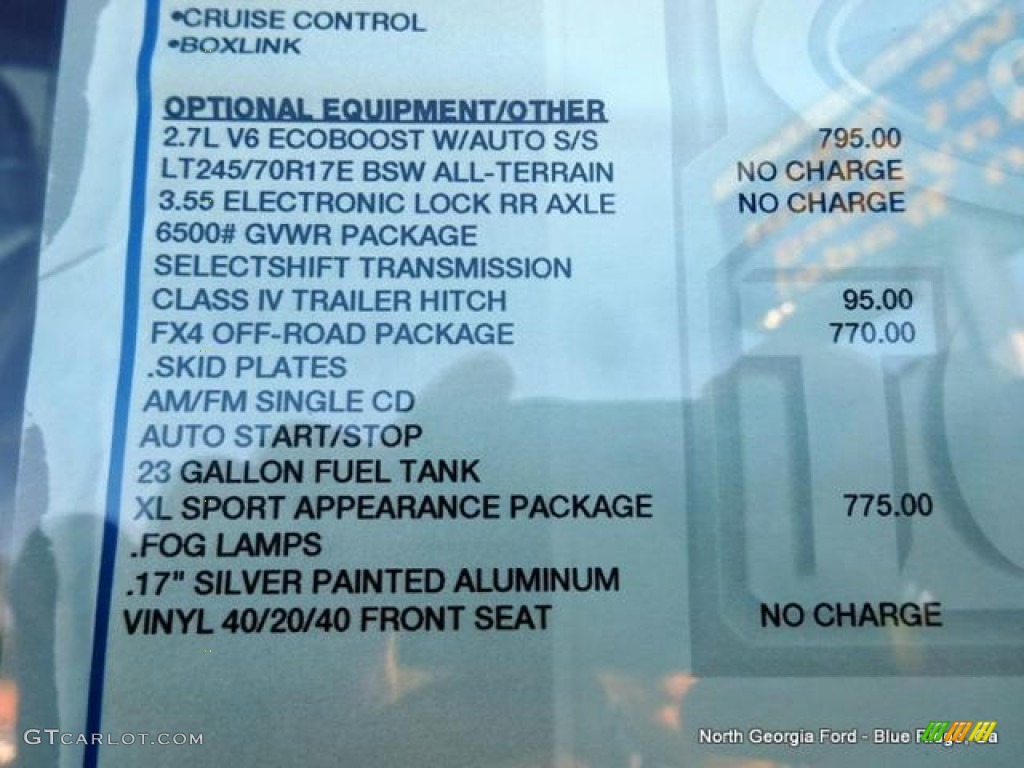 •CRUISE CONTROL
•BOXLINK
OPTIONAL EQUIPMENT/OTHER
2.7L V6 ECOBOOST W/AUTO S/S 795.00
LT245/70R17E BSW ALL-TERRAIN NO CHARGE
3.55 ELECTRONIC LOCK RR AXLE NO CHARGE
6500# GVWR PACKAGE
SELECTSHIFT TRANSMISSION
CLASS IV TRAILER HITCH 95.00
FX4 OFF-ROAD PACKAGE 770.00
.SKID PLATES
AM/FM SINGLE CD
AUTO START/STOP
23 GALLON FUEL TANK
XL SPORT APPEARANCE PACKAGE 775.00
.FOG LAMPS
.17" SILVER PAINTED ALUMINUM
VINYL 40/20/40 FRONT SEAT NO CHARGE
GTCARLOT.COM
North Georgia Ford - Blue Ridge, Ga